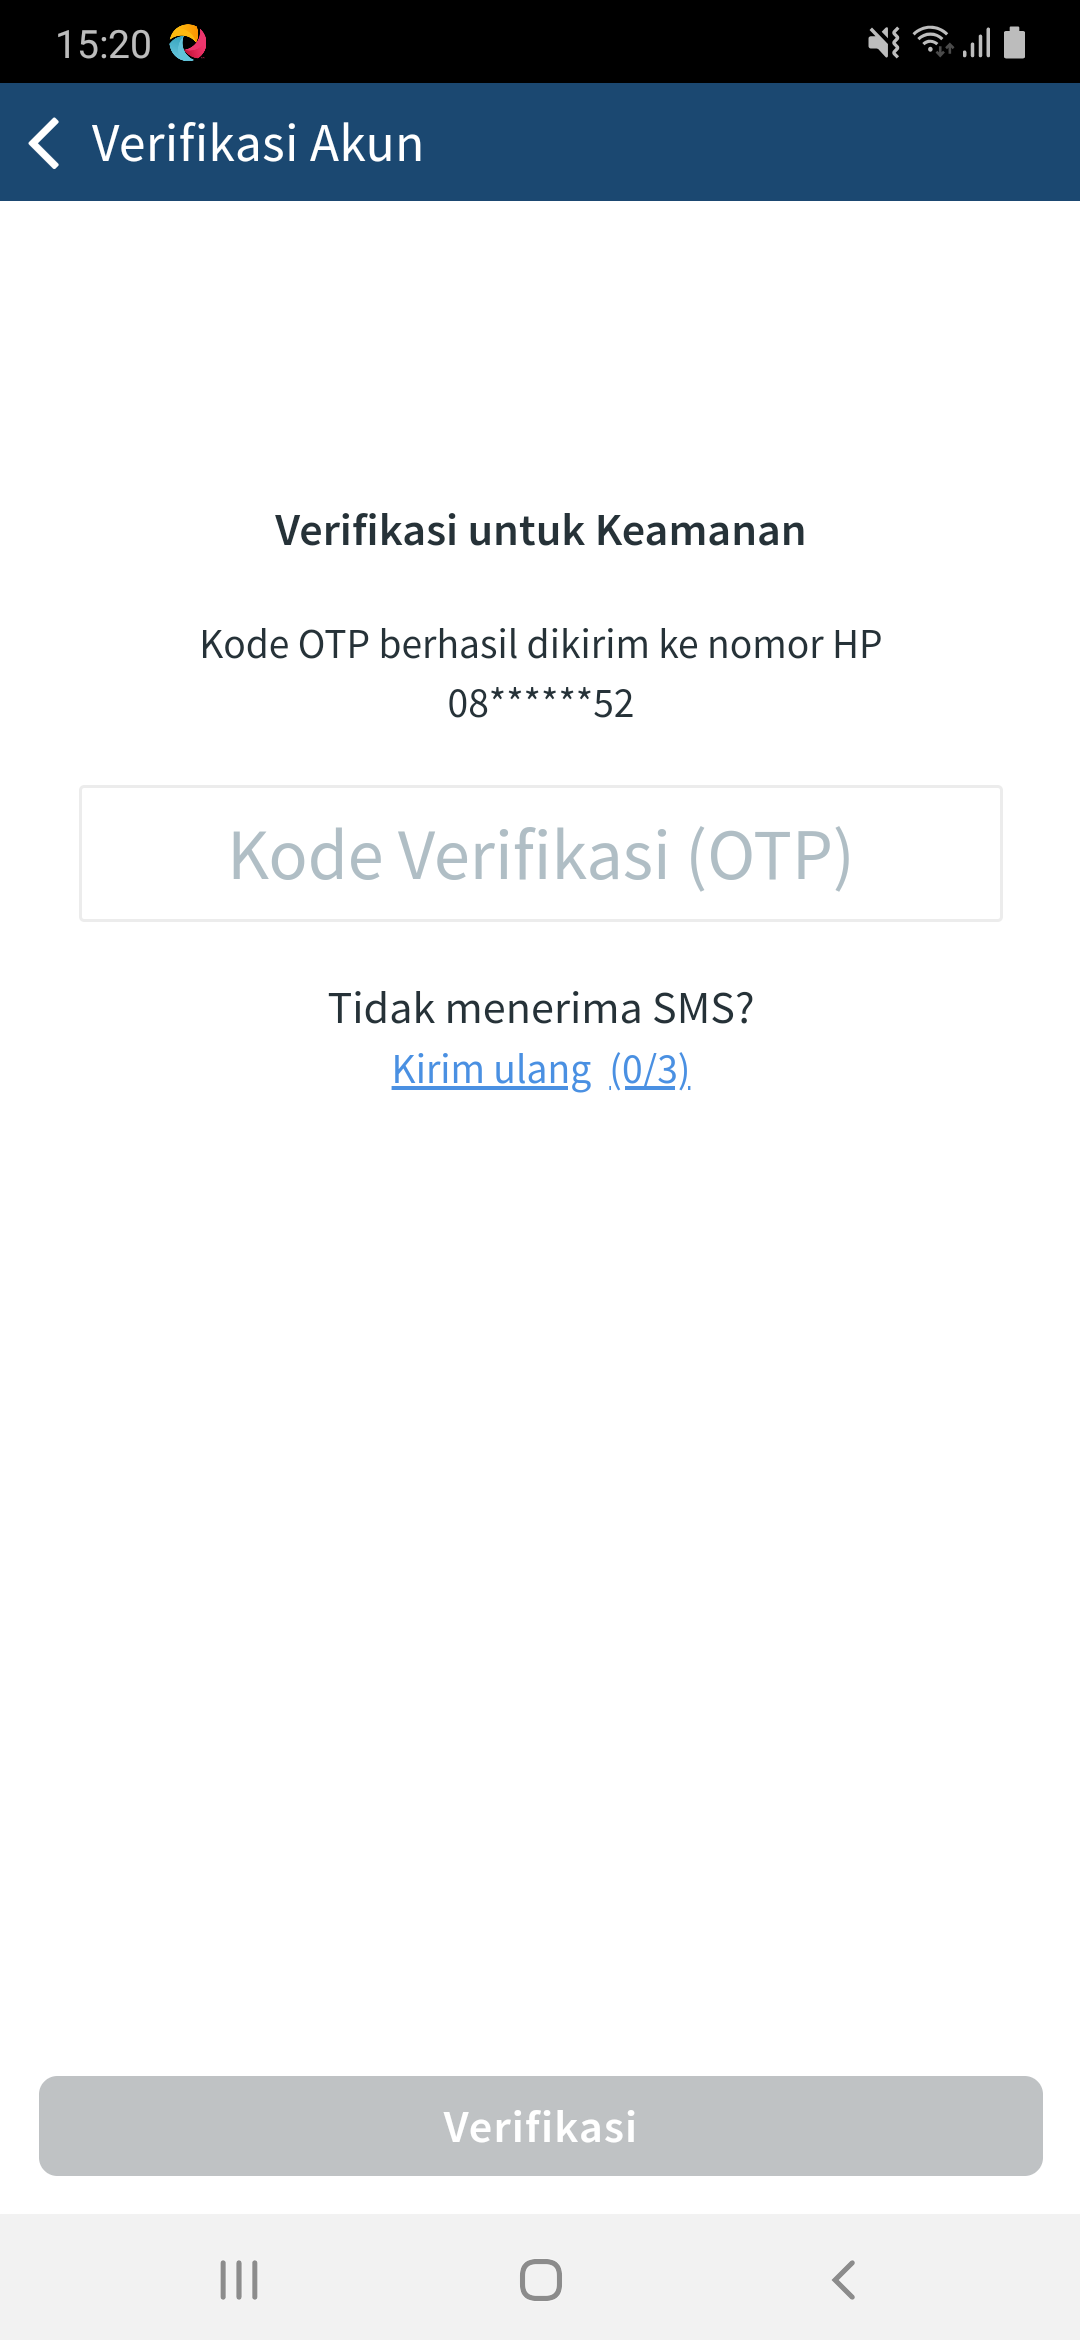 15:20
Verifikasi Akun
Verifikasi untuk Keamanan
Kode OTP berhasil dikirim ke nomor HP
08******52
Kode Verifikasi (OTP)
Tidak menerima SMS?
Kirim ulang (0/3)
Verifikasi